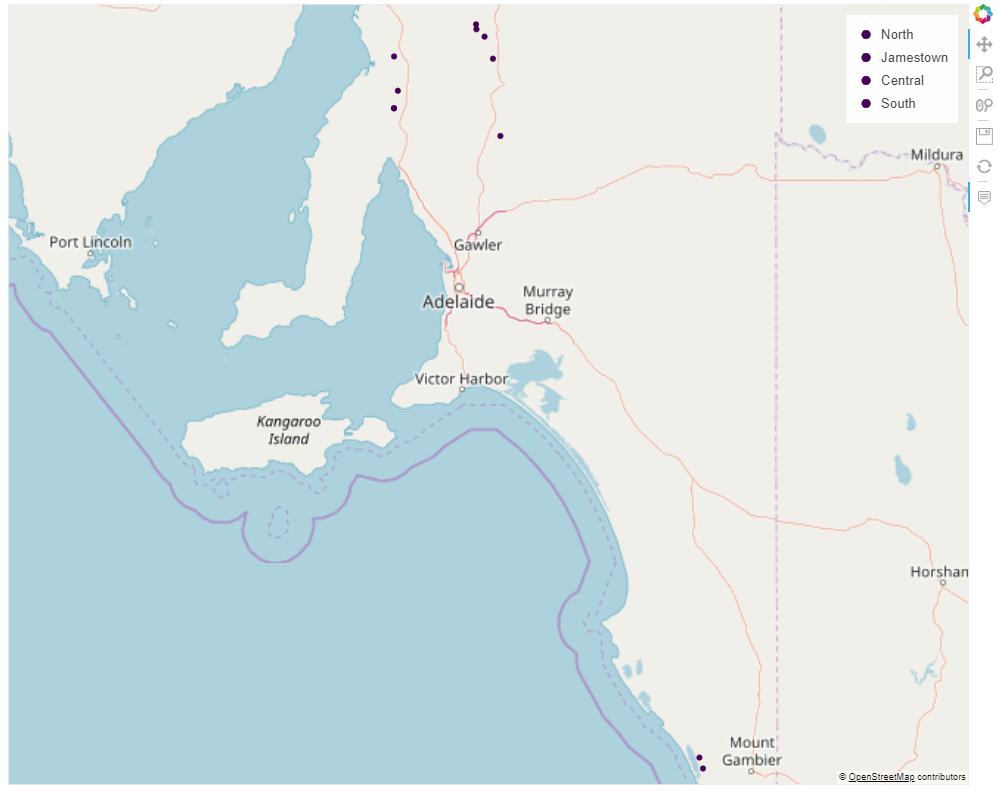 North
Jamestown
Central
South
Mildura
Port Lincoln
Gawler
Adelaide
Murray
Bridge
Victor Harbor
Kangaroo
Island
Horsham
Mount
Gambier
© OpenStreetMap contributors